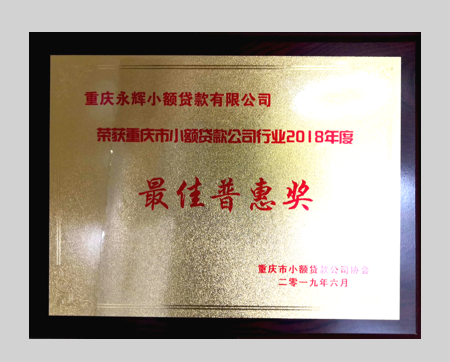 重庆永辉小额贷款有限公司
荣获重庆市小额贷款公司行业2018年度
最佳普惠奖
重庆市小额贷款公司协会
二零一九年六月